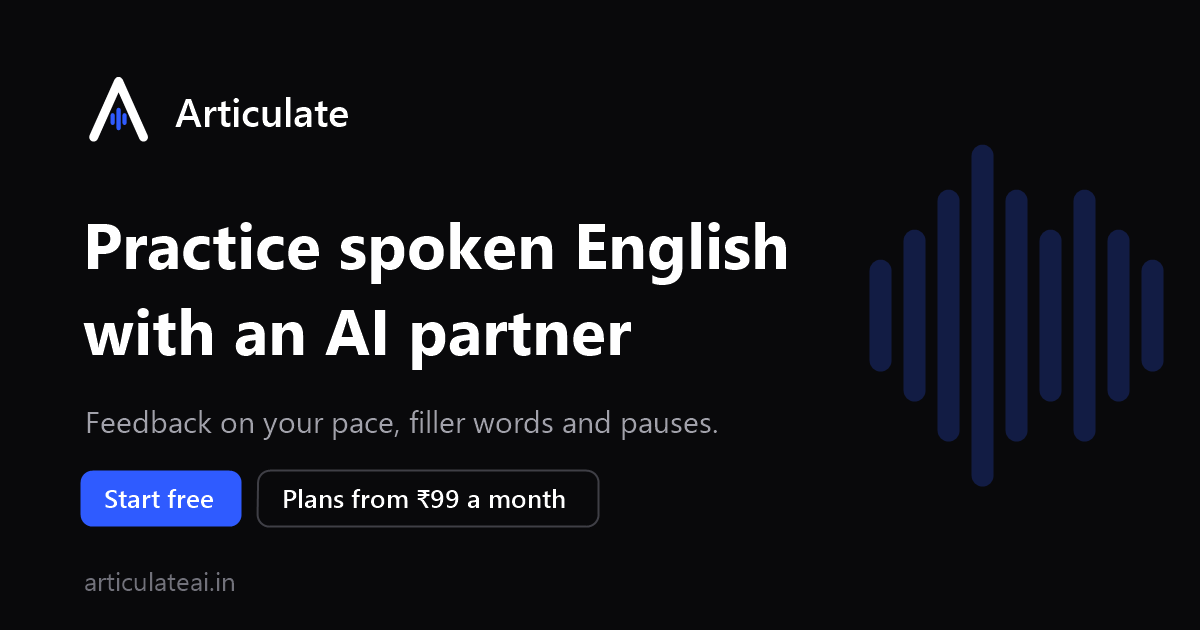 Articulate
Practice spoken English
with an AI partner
Feedback on your pace, filler words and pauses.
Start free
Plans from ₹99 a month
articulateai.in